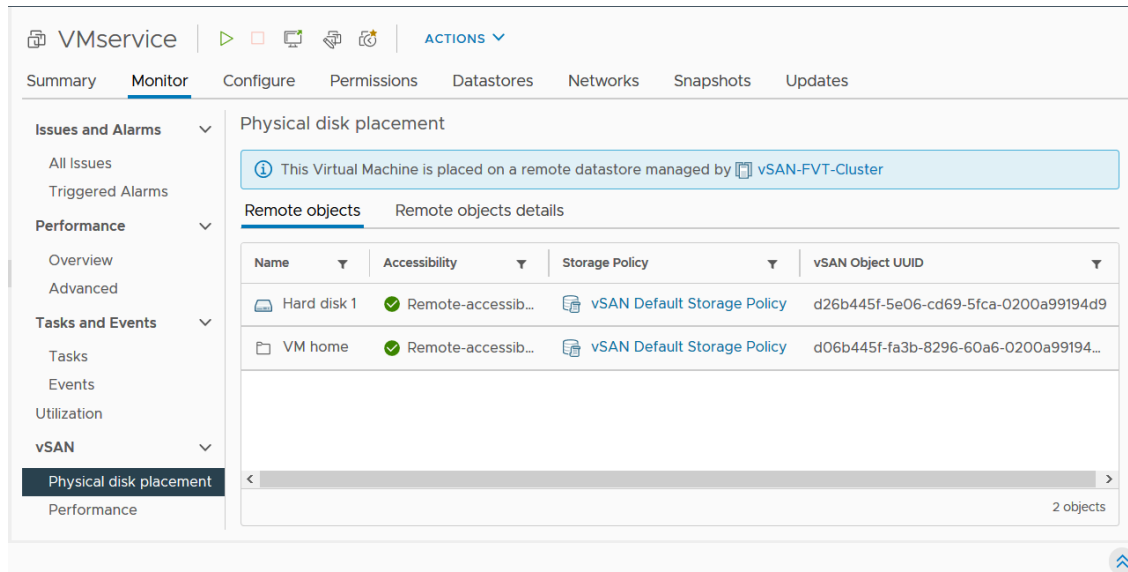 VMservice ACTIONS
Summary Monitor Configure Permissions Datastores Networks Snapshots Updates
Issues and Alarms
All Issues
Triggered Alarms
Performance
Overview
Advanced
Tasks and Events
Tasks
Events
Utilization
vSAN
Physical disk placement
Performance
Physical disk placement
This Virtual Machine is placed on a remote datastore managed by vSAN-FVT-Cluster
Remote objects Remote objects details
Name Accessibility Storage Policy vSAN Object UUID
Hard disk 1 Remote-accessib... vSAN Default Storage Policy d26b445f-5e06-cd69-5fca-0200a99194d9
VM home Remote-accessib... vSAN Default Storage Policy d06b445f-fa3b-8296-60a6-0200a99194...
2 objects